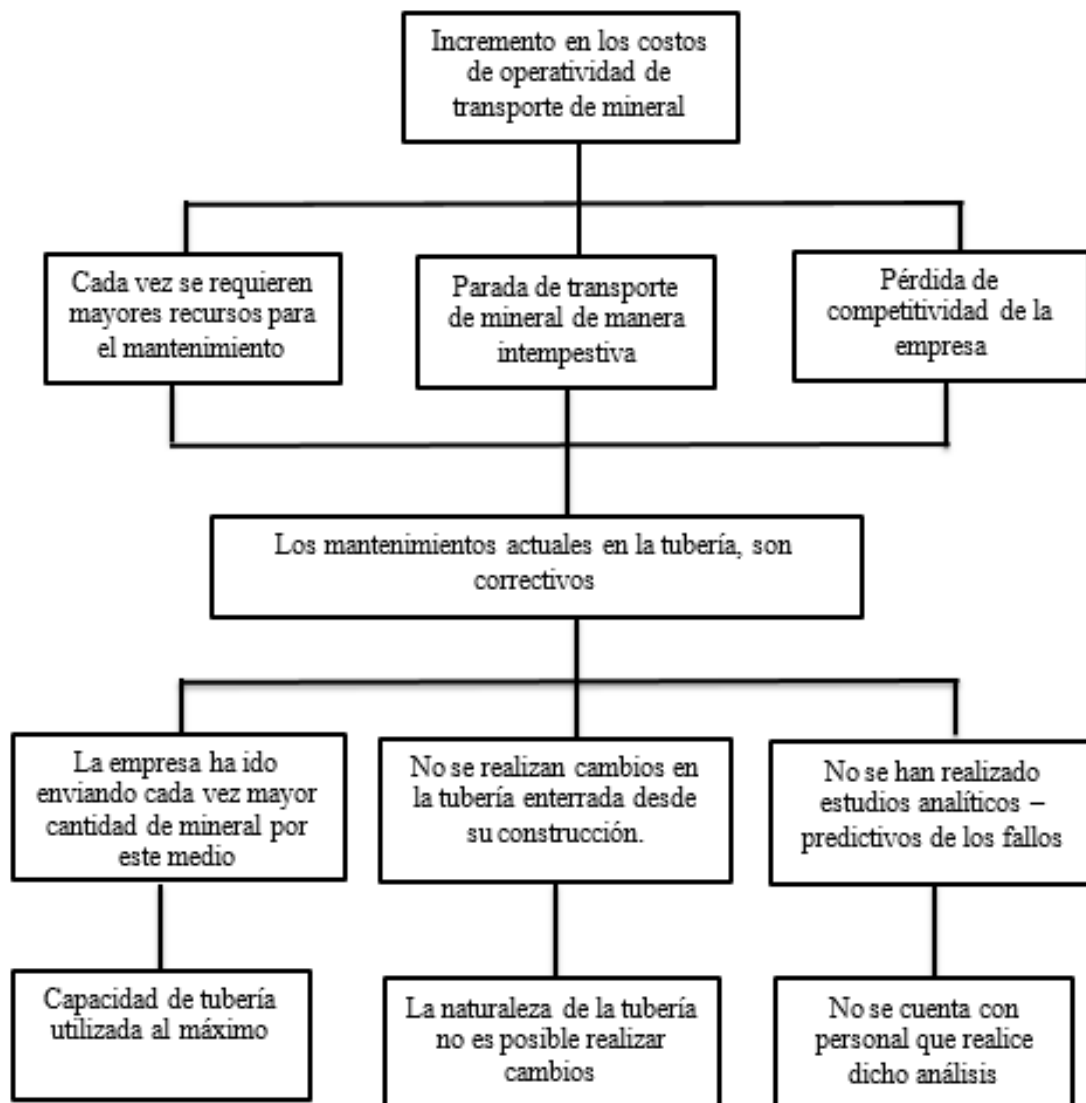 Incremento en los costos
de operatividad de
transporte de mineral
Cada vez se requieren
mayores recursos para
el mantenimiento
Parada de transporte
de mineral de manera
intempestiva
Pérdida de
competitividad de la
empresa
Los mantenimientos actuales en la tubería, son
correctivos
La empresa ha ido
enviando cada vez mayor
cantidad de mineral por
este medio
No se realizan cambios en
la tubería enterrada desde
su construcción.
No se han realizado
estudios analíticos –
predictivos de los fallos
Capacidad de tubería
utilizada al máximo
La naturaleza de la tubería
no es posible realizar
cambios
No se cuenta con
personal que realice
dicho análisis